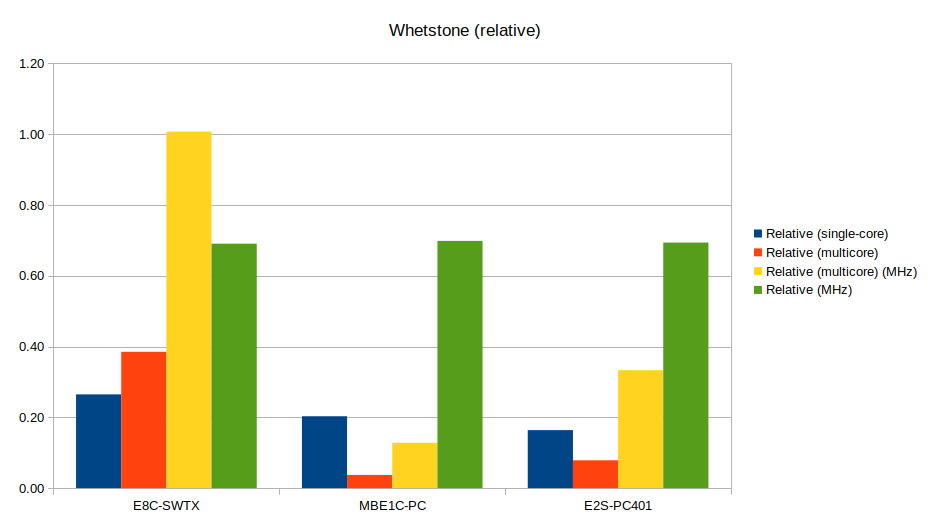 Whetstone (relative)
1.20
1.00
0.80
0.60
0.40
0.20
0.00
E8C-SWTX
MBE1C-PC
E2S-PC401
Relative (single-core)
Relative (multicore)
Relative (multicore) (MHz)
Relative (MHz)